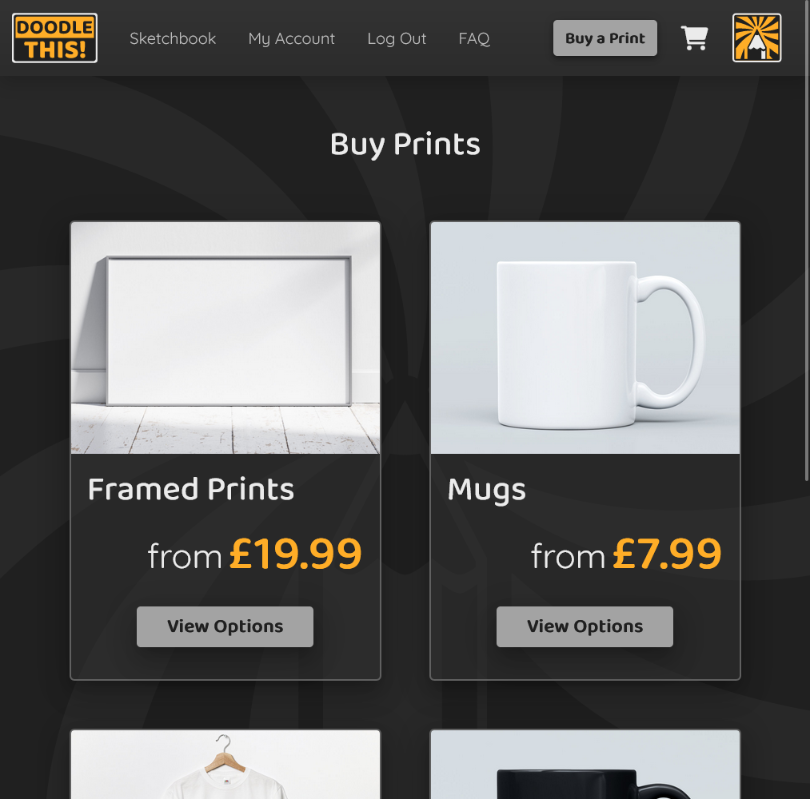 DOODLE
THIS!
Sketchbook
My Account
Log Out
FAQ
Buy a Print
Buy Prints
Framed Prints
from £19.99
View Options
Mugs
from £7.99
View Options